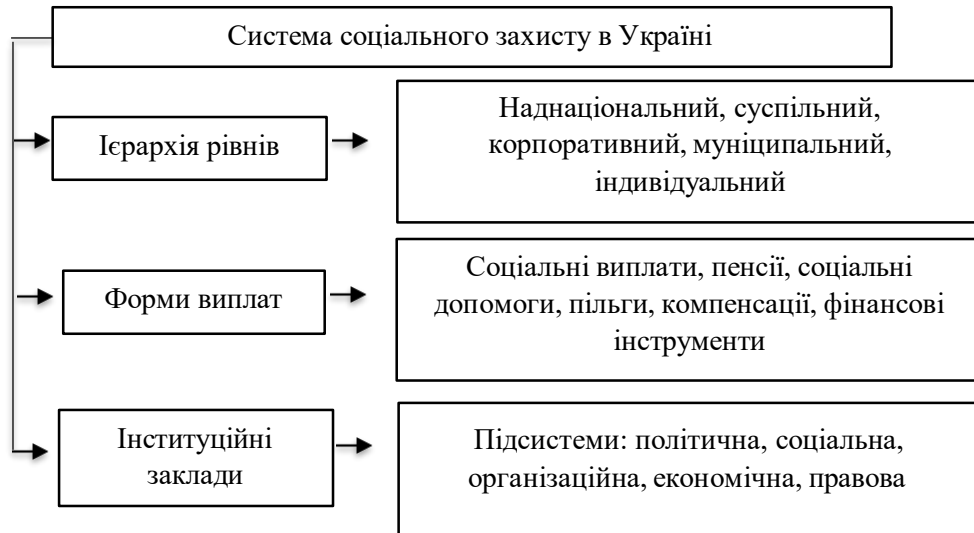 Система соціального захисту в Україні
Ієрархія рівнів
Наднаціональний, суспільний,
корпоративний, муніципальний,
індивідуальний
Форми виплат
Соціальні виплати, пенсії, соціальні
допомоги, пільги, компенсації, фінансові
інструменти
Інституційні
заклади
Підсистеми: політична, соціальна,
організаційна, економічна, правова